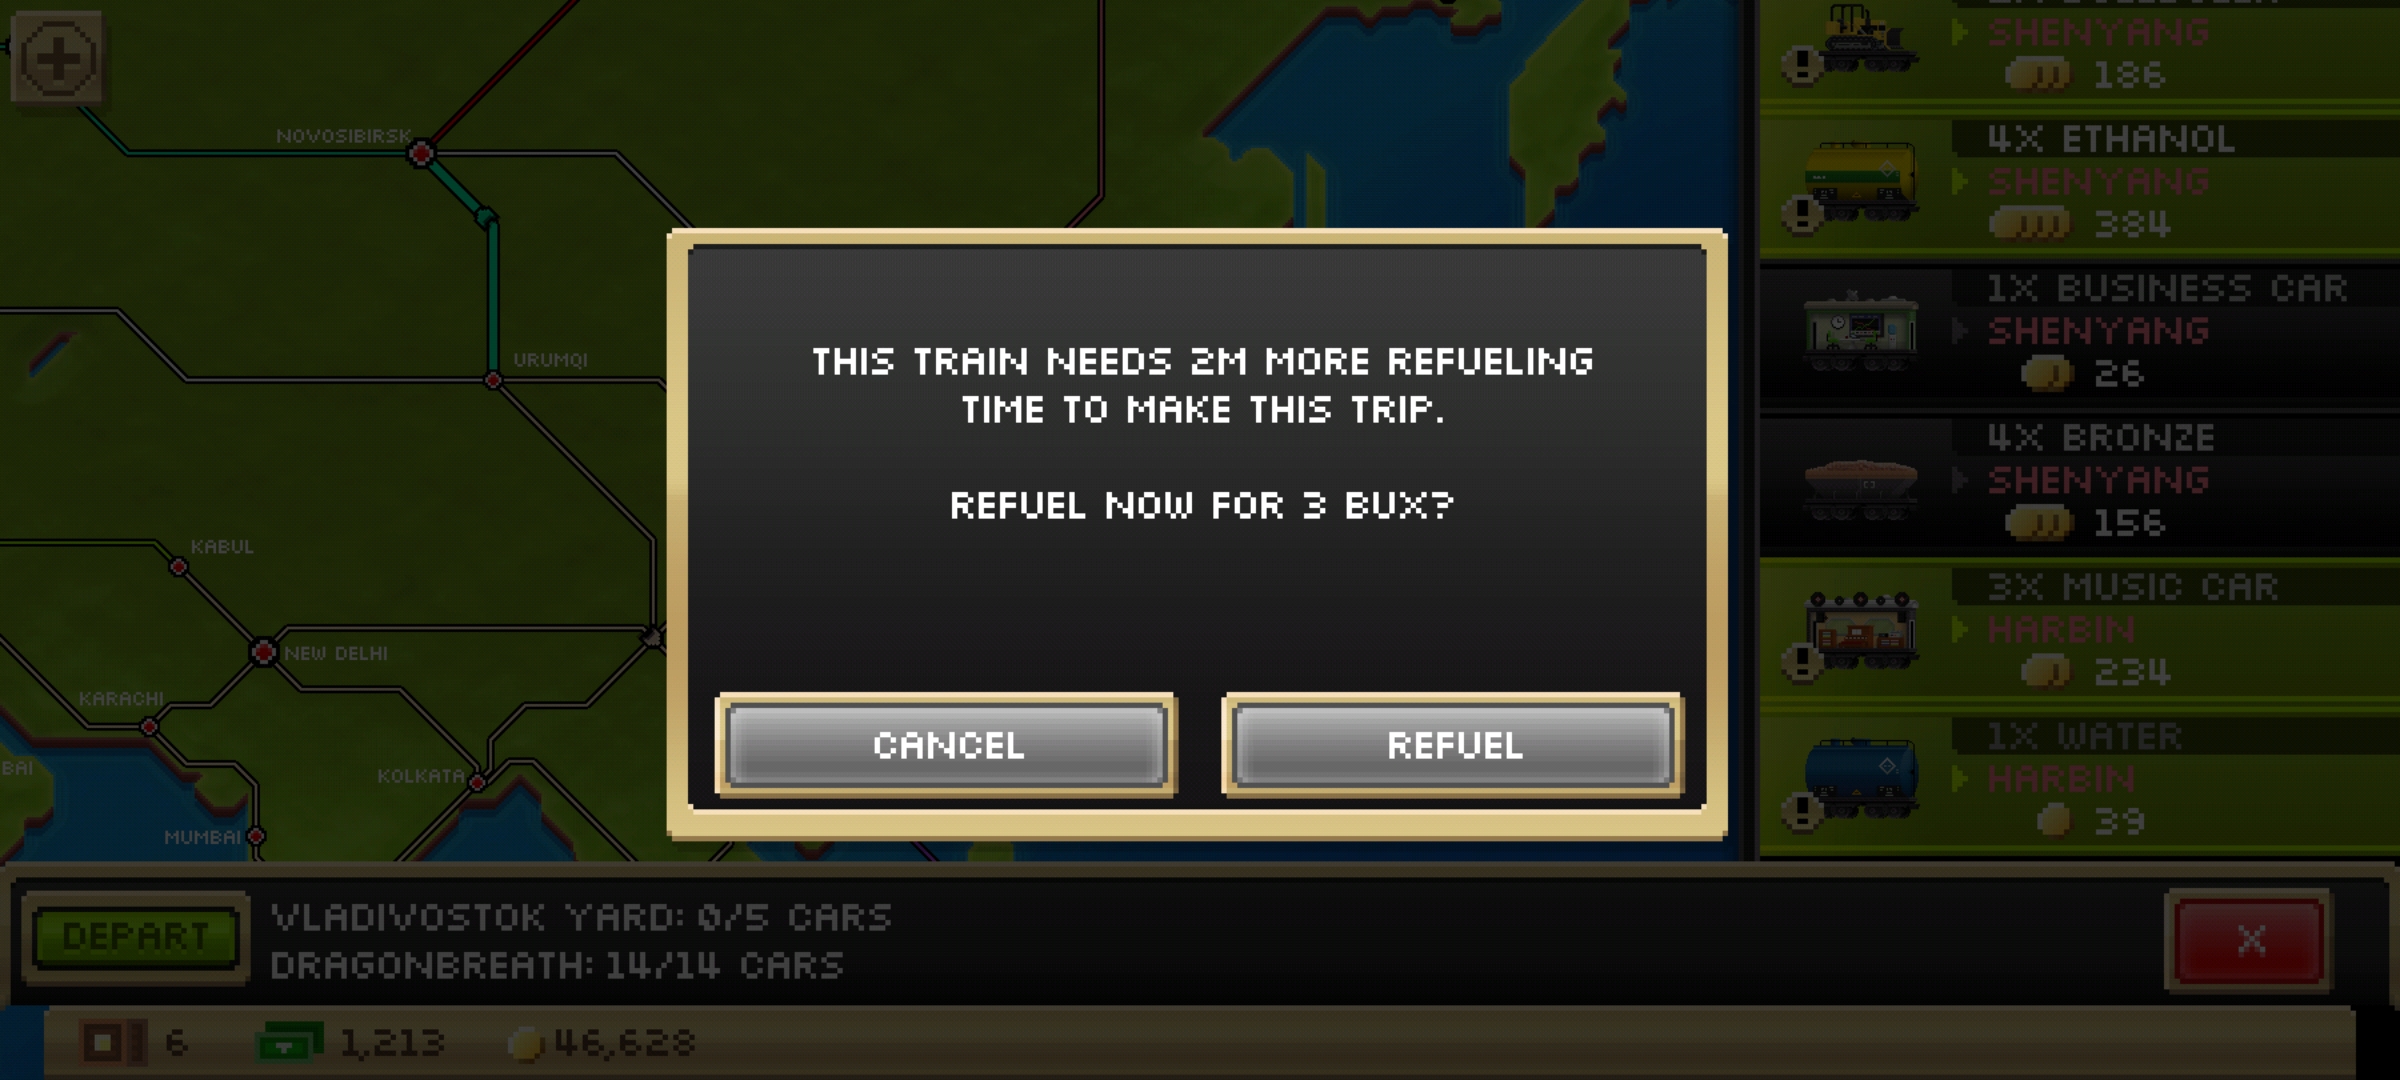 SHENYANG
186
4X ETHANOL
SHENYANG
384
1X BUSINESS CAR
SHENYANG
26
4X BRONZE
SHENYANG
156
3X MUSIC CAR
HARBIN
234
1X WATER
HARBIN
39
NOVOSIBIRSK
URUMQI
KABUL
NEW DELHI
KARACHI
BAI
KOLKATA
MUMBAI
THIS TRAIN NEEDS 2M MORE REFUELING
TIME TO MAKE THIS TRIP.
REFUEL NOW FOR 3 BUX?
CANCEL
REFUEL
DEPART
VLADIVOSTOK YARD: 0/5 CARS
DRAGONBREATH: 14/14 CARS
X
6
1,213
46,628